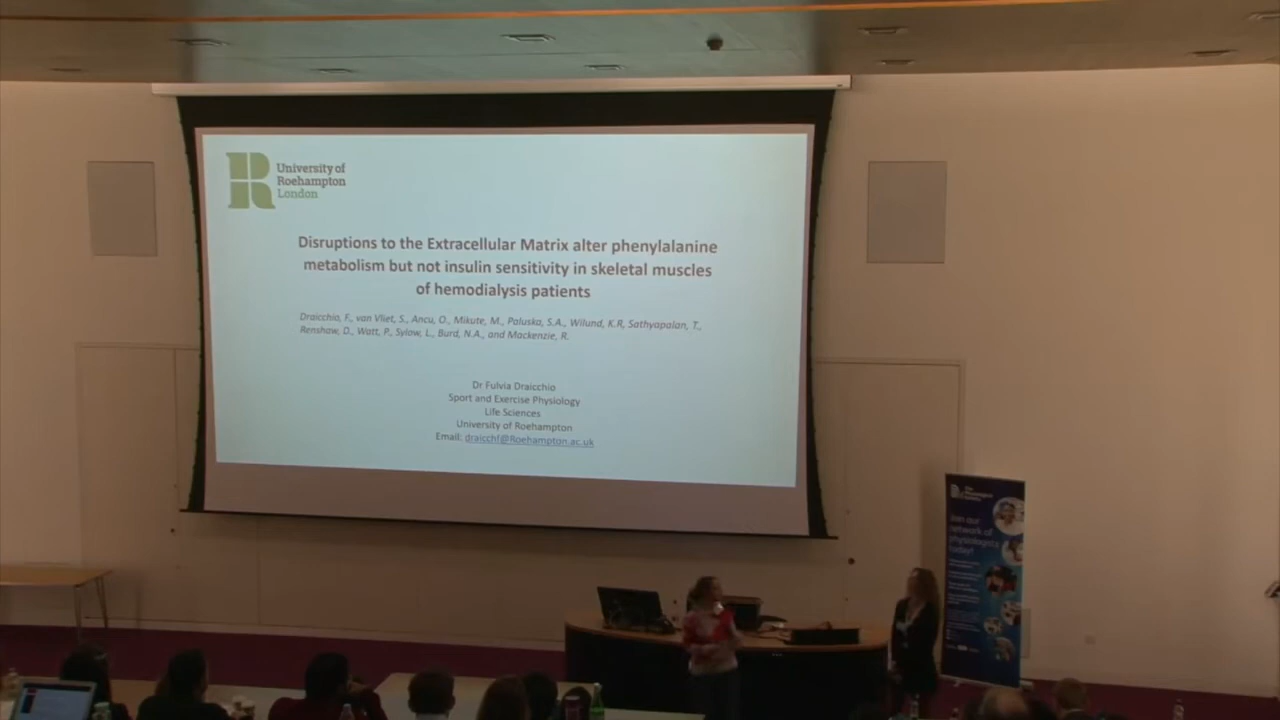 University of
Roehampton
London
Disruptions to the Extracellular Matrix alter phenylalanine
metabolism but not insulin sensitivity in skeletal muscles
of hemodialysis patients
Draicchio, F., van Vliet, S., Ancu, O., Mikute, M., Paluska, S.A., Wilund, K.R, Sathyapalan, T.,
Renshaw, D., Watt, P., Sylow, L., Burd, N.A., and Mackenzie, R.
Dr Fulvia Draicchio
Sport and Exercise Physiology
Life Sciences
University of Roehampton
Email: draicchf@Roehampton.ac.uk
Join our
network of
physiologists
today!